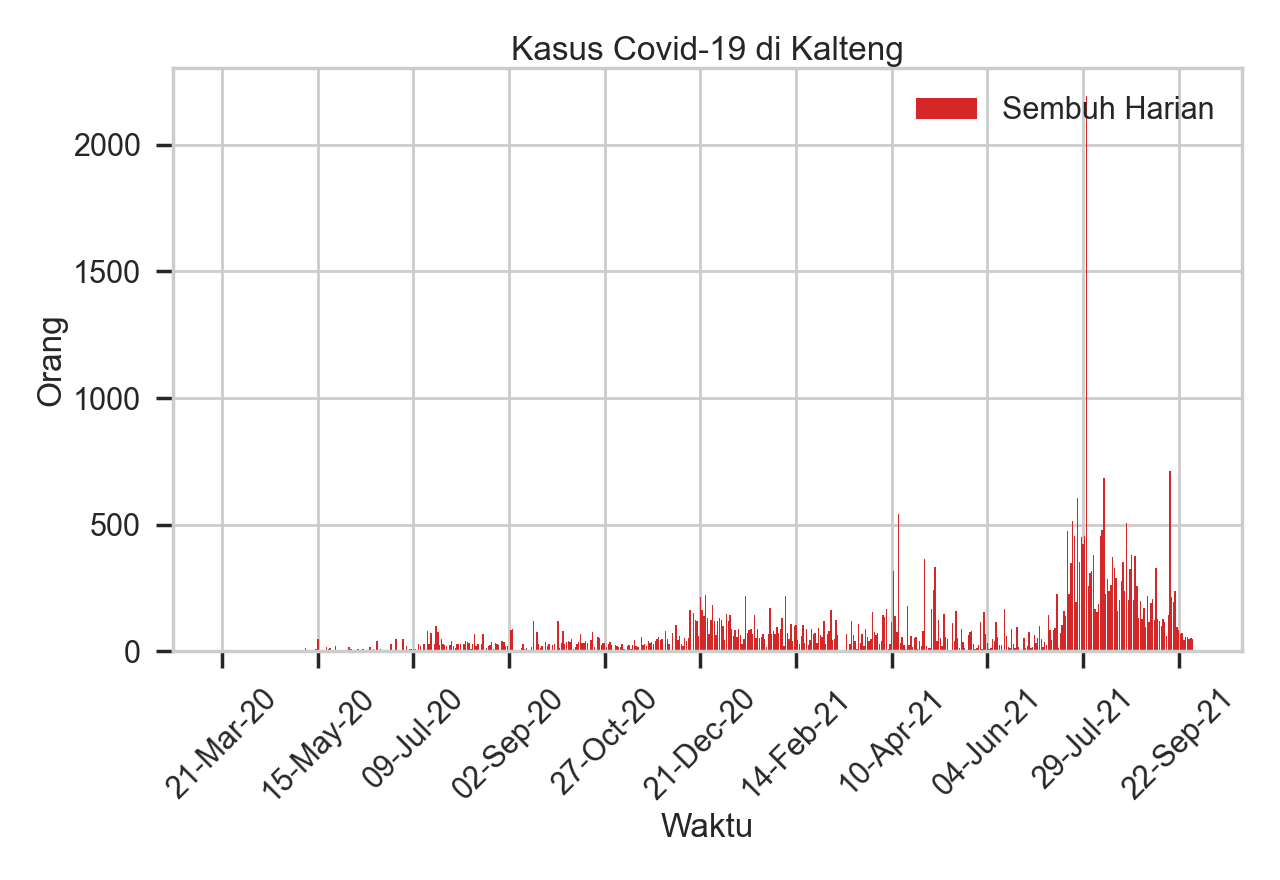 Kasus Covid-19 di Kalteng
Sembuh Harian
2000
1500
1000
500
0
Orang
21-Mar-20
15-May-20
09-Jul-20
02-Sep-20
27-Oct-20
21-Dec-20
14-Feb-21
10-Apr-21
04-Jun-21
29-Jul-21
22-Sep-21
Waktu